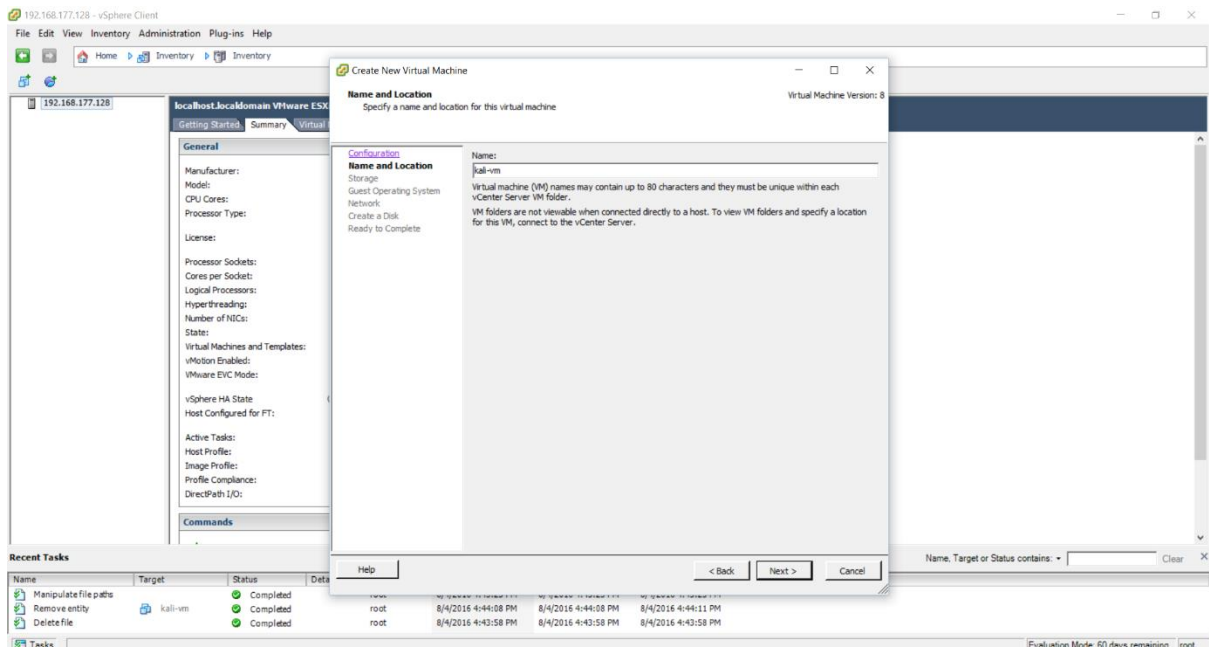 192.168.177.128 - vSphere Client
File Edit View Inventory Administration Plug-ins Help
Home Inventory Inventory
192.168.177.128
localhost.localdomain VMware ESX
Getting Started Summary Virtual
General
Manufacturer:
Model:
CPU Cores:
Processor Type:
License:
Processor Sockets:
Cores per Socket:
Logical Processors:
Hyperthreading:
Number of NICs:
State:
Virtual Machines and Templates:
vMotion Enabled:
VMware EVC Mode:
vSphere HA State
Host Configured for FT:
Active Tasks:
Host Profile:
Image Profile:
Profile Compliance:
DirectPath I/O:
Commands
Create New Virtual Machine
Name and Location
Specify a name and location for this virtual machine
Virtual Machine Version: 8
Configuration
Name and Location
Storage
Guest Operating System
Network
Create a Disk
Ready to Complete
Name:
kali-vm
Virtual machine (VM) names may contain up to 80 characters and they must be unique within each
vCenter Server VM folder.
VM folders are not viewable when connected directly to a host. To view VM folders and specify a location
for this VM, connect to the vCenter Server.
Help < Back Next > Cancel
Recent Tasks
Name, Target or Status contains: Clear
Name Target Status Deta
Manipulate file paths Completed root
Remove entity kali-vm Completed root 8/4/2016 4:44:08 PM 8/4/2016 4:44:08 PM 8/4/2016 4:44:11 PM
Delete file Completed root 8/4/2016 4:43:58 PM 8/4/2016 4:43:58 PM 8/4/2016 4:43:58 PM
Tasks Evaluation Mode: 60 days remaining root